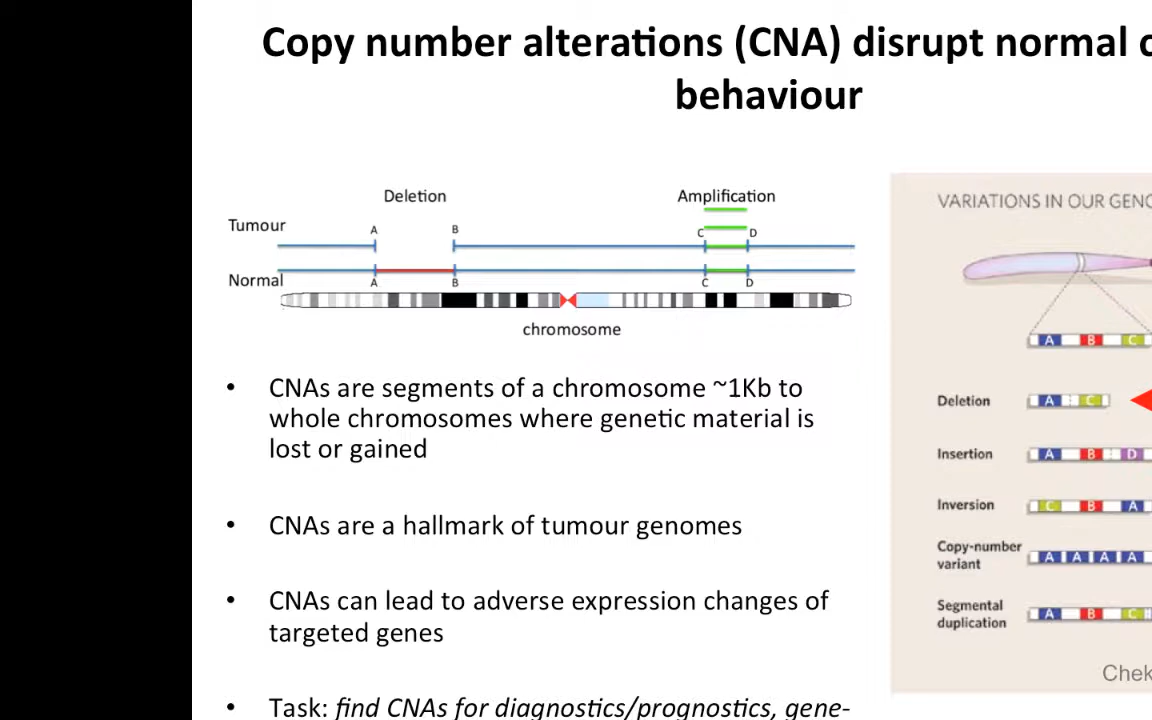 Copy number alterations (CNA) disrupt normal
behaviour
Deletion
Amplification
Tumour
A
B
C
D
Normal
A
B
C
D
chromosome
• CNAs are segments of a chromosome ~1Kb to
whole chromosomes where genetic material is
lost or gained
• CNAs are a hallmark of tumour genomes
• CNAs can lead to adverse expression changes of
targeted genes
• Task: find CNAs for diagnostics/prognostics, gene-
VARIATIONS IN OUR
A B C
Deletion
A C
Insertion
A B D
Inversion
C B A
Copy-number
variant
A A A A
Segmental
duplication
A B C